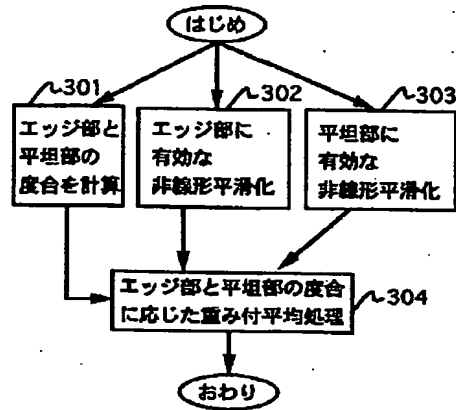 はじめ
301
エッジ部と
平坦部の
度合を計算
302
エッジ部に
有効な
非線形平滑化
303
平坦部に
有効な
非線形平滑化
エッジ部と平坦部の度合
に応じた重み付平均処理
304
おわり